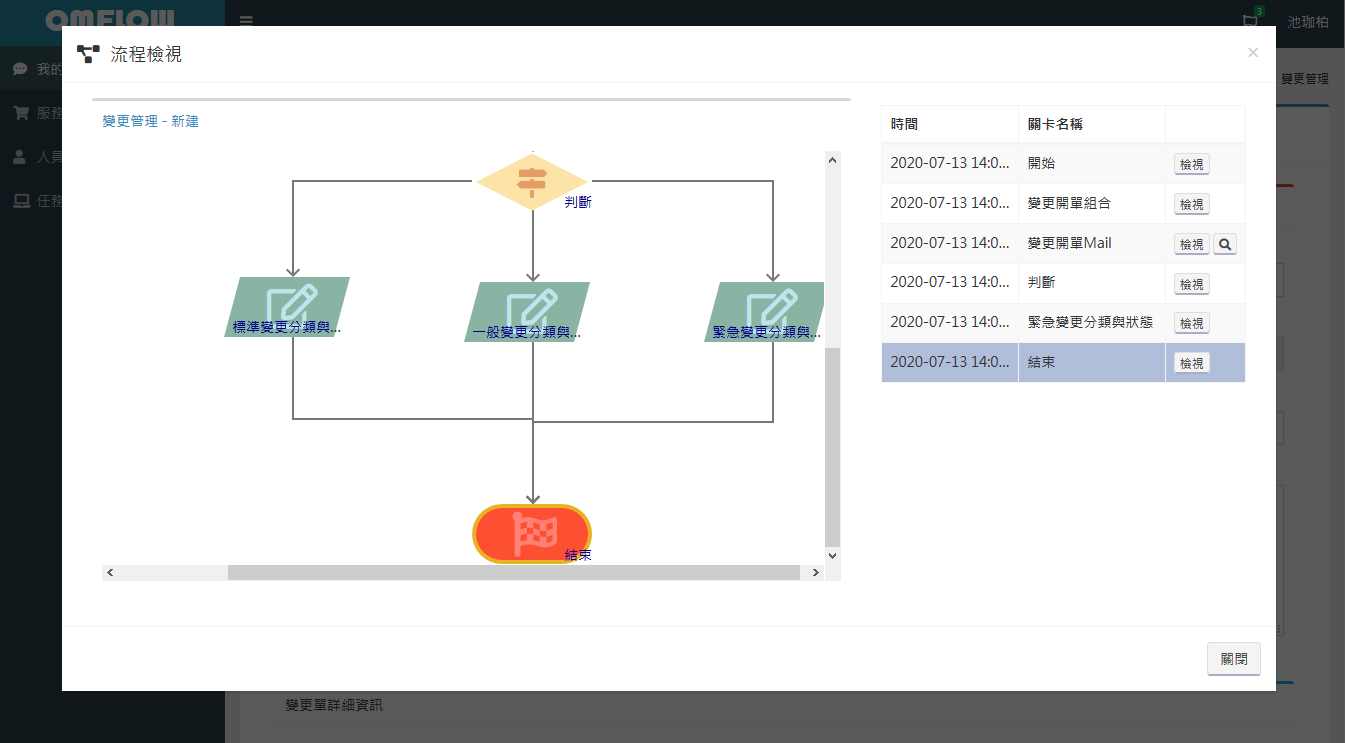 OMFLOW
3
池珈柏
流程檢視
×
我的
服務
人員
任務
變更管理
變更管理 - 新建
判斷
標準變更分類與...
一般變更分類與...
緊急變更分類與...
結束
時間 關卡名稱
2020-07-13 14:0... 開始 檢視
2020-07-13 14:0... 變更開單組合 檢視
2020-07-13 14:0... 變更開單Mail 檢視
2020-07-13 14:0... 判斷 檢視
2020-07-13 14:0... 緊急變更分類與狀態 檢視
2020-07-13 14:0... 結束 檢視
關閉
變更單詳細資訊